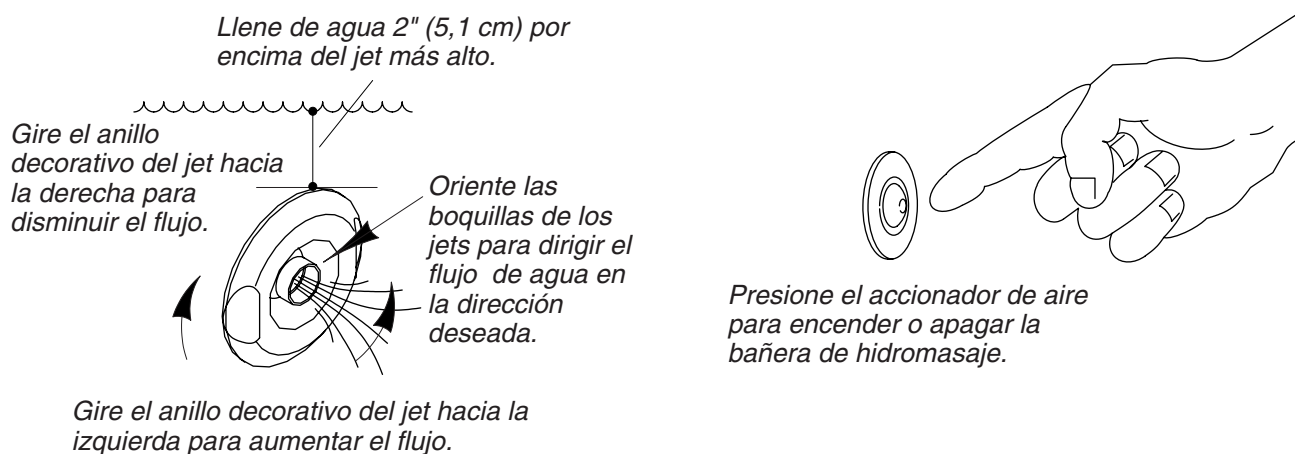 Llene de agua 2" (5,1 cm) por
encima del jet más alto.
Gire el anillo
decorativo del jet hacia
la derecha para
disminuir el flujo.
Oriente las
boquillas de los
jets para dirigir el
flujo  de agua en
la dirección
deseada.
Gire el anillo decorativo del jet hacia la
izquierda para aumentar el flujo.
Presione el accionador de aire
para encender o apagar la
bañera de hidromasaje.